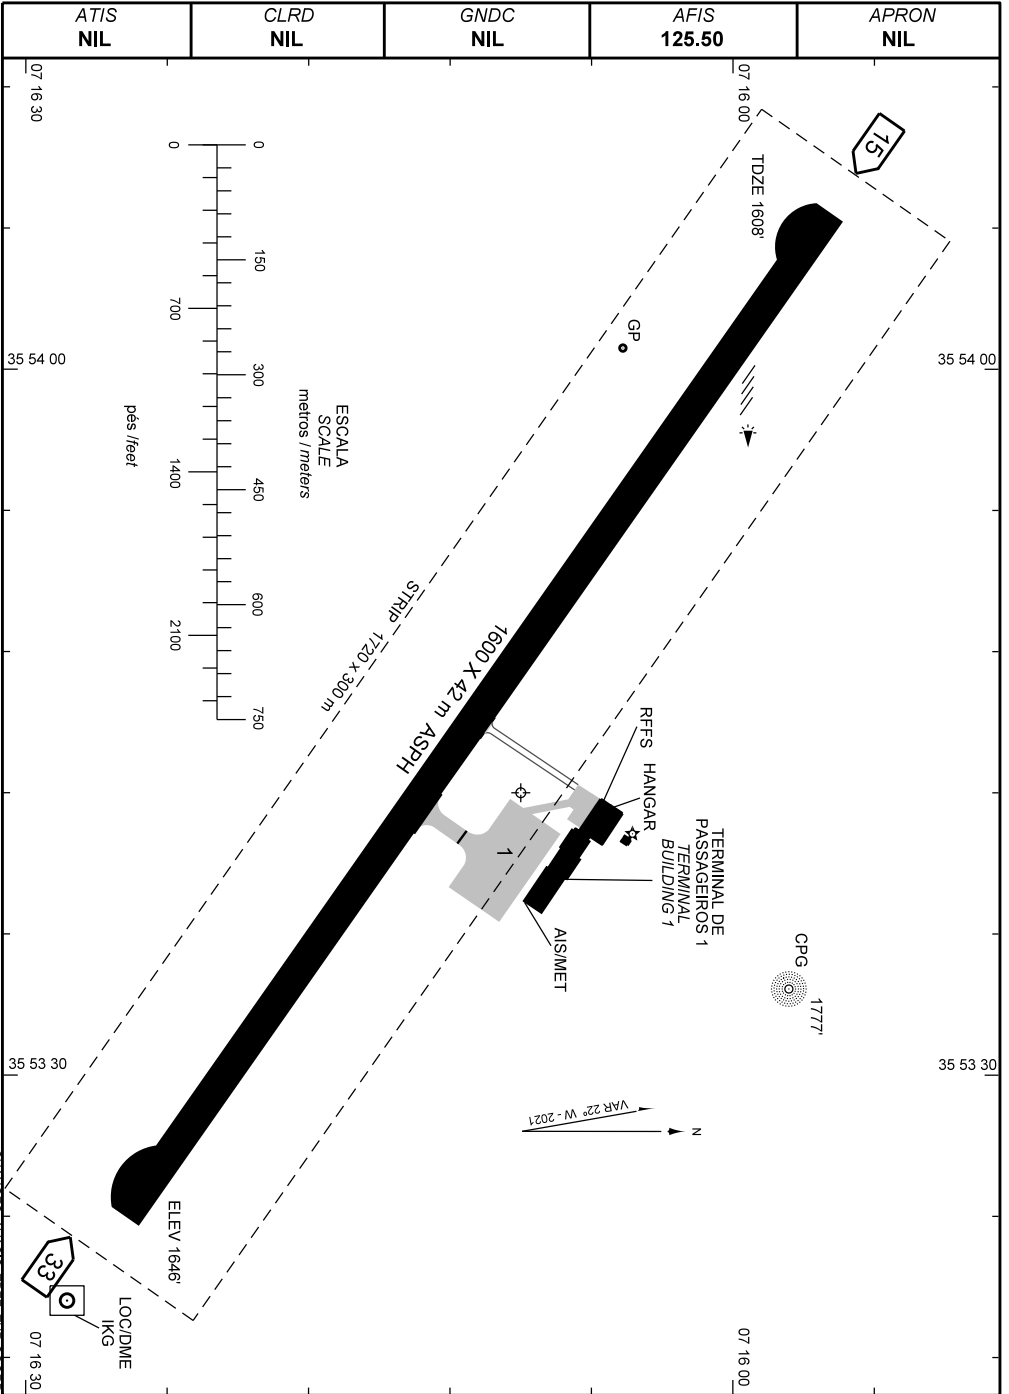 ATIS
NIL
CLRD
NIL
GNDC
NIL
AFIS
125.50
APRON
NIL
07 16 30
07 16 00
15
TDZE 1608'
GP
35 54 00
35 54 00
0
150
300
450
600
750
0
700
1400
2100
ESCALA
SCALE
metros / meters
pés /feet
STRIP 1720 x 300 m
1600 X 42 m ASPH
RFFS
HANGAR
TERMINAL DE
PASSAGEIROS 1
TERMINAL
BUILDING 1
1
AIS/MET
CPG
1777'
35 53 30
35 53 30
VAR 22° W - 2021
N
ELEV 1646'
33
LOC/DME
IKG
07 16 30
07 16 00